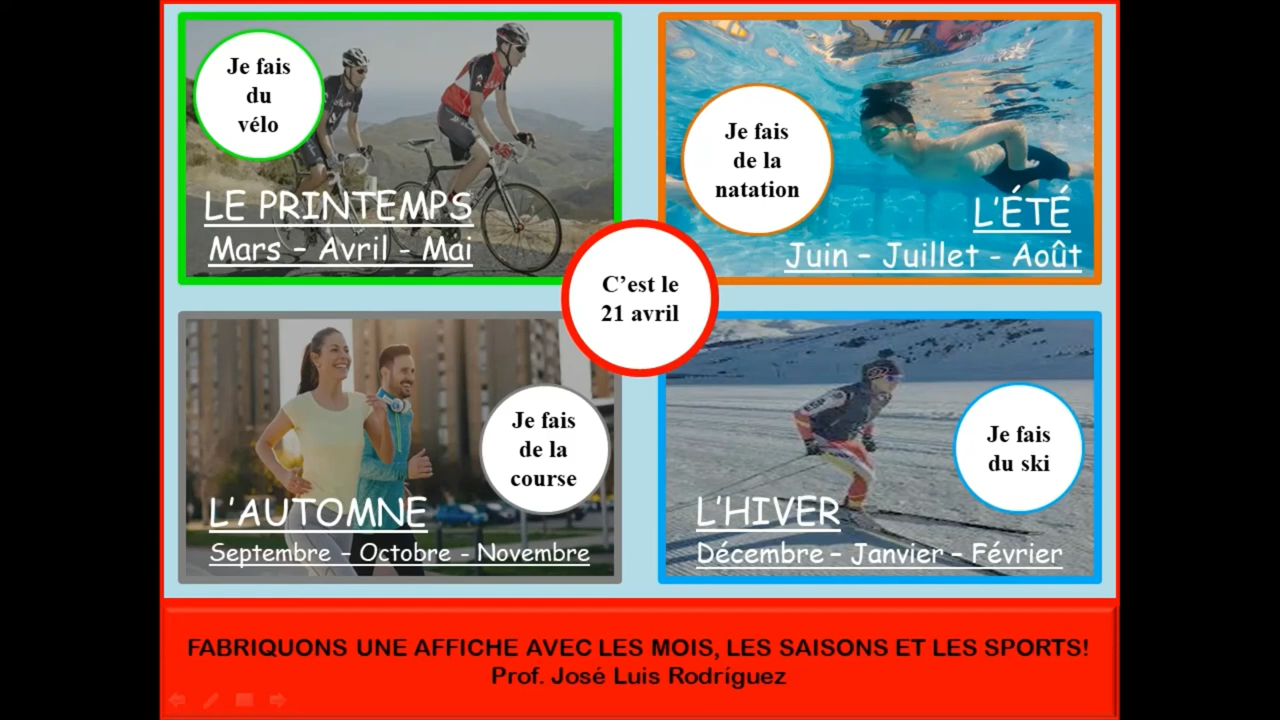 Je fais
du
vélo
LE PRINTEMPS
Mars – Avril - Mai
Je fais
de la
natation
L'ÉTÉ
Juin – Juillet - Août
C'est le
21 avril
Je fais
de la
course
L'AUTOMNE
Septembre – Octobre - Novembre
Je fais
du ski
L'HIVER
Décembre – Janvier – Février
FABRIQUONS UNE AFFICHE AVEC LES MOIS, LES SAISONS ET LES SPORTS!
Prof. José Luis Rodríguez